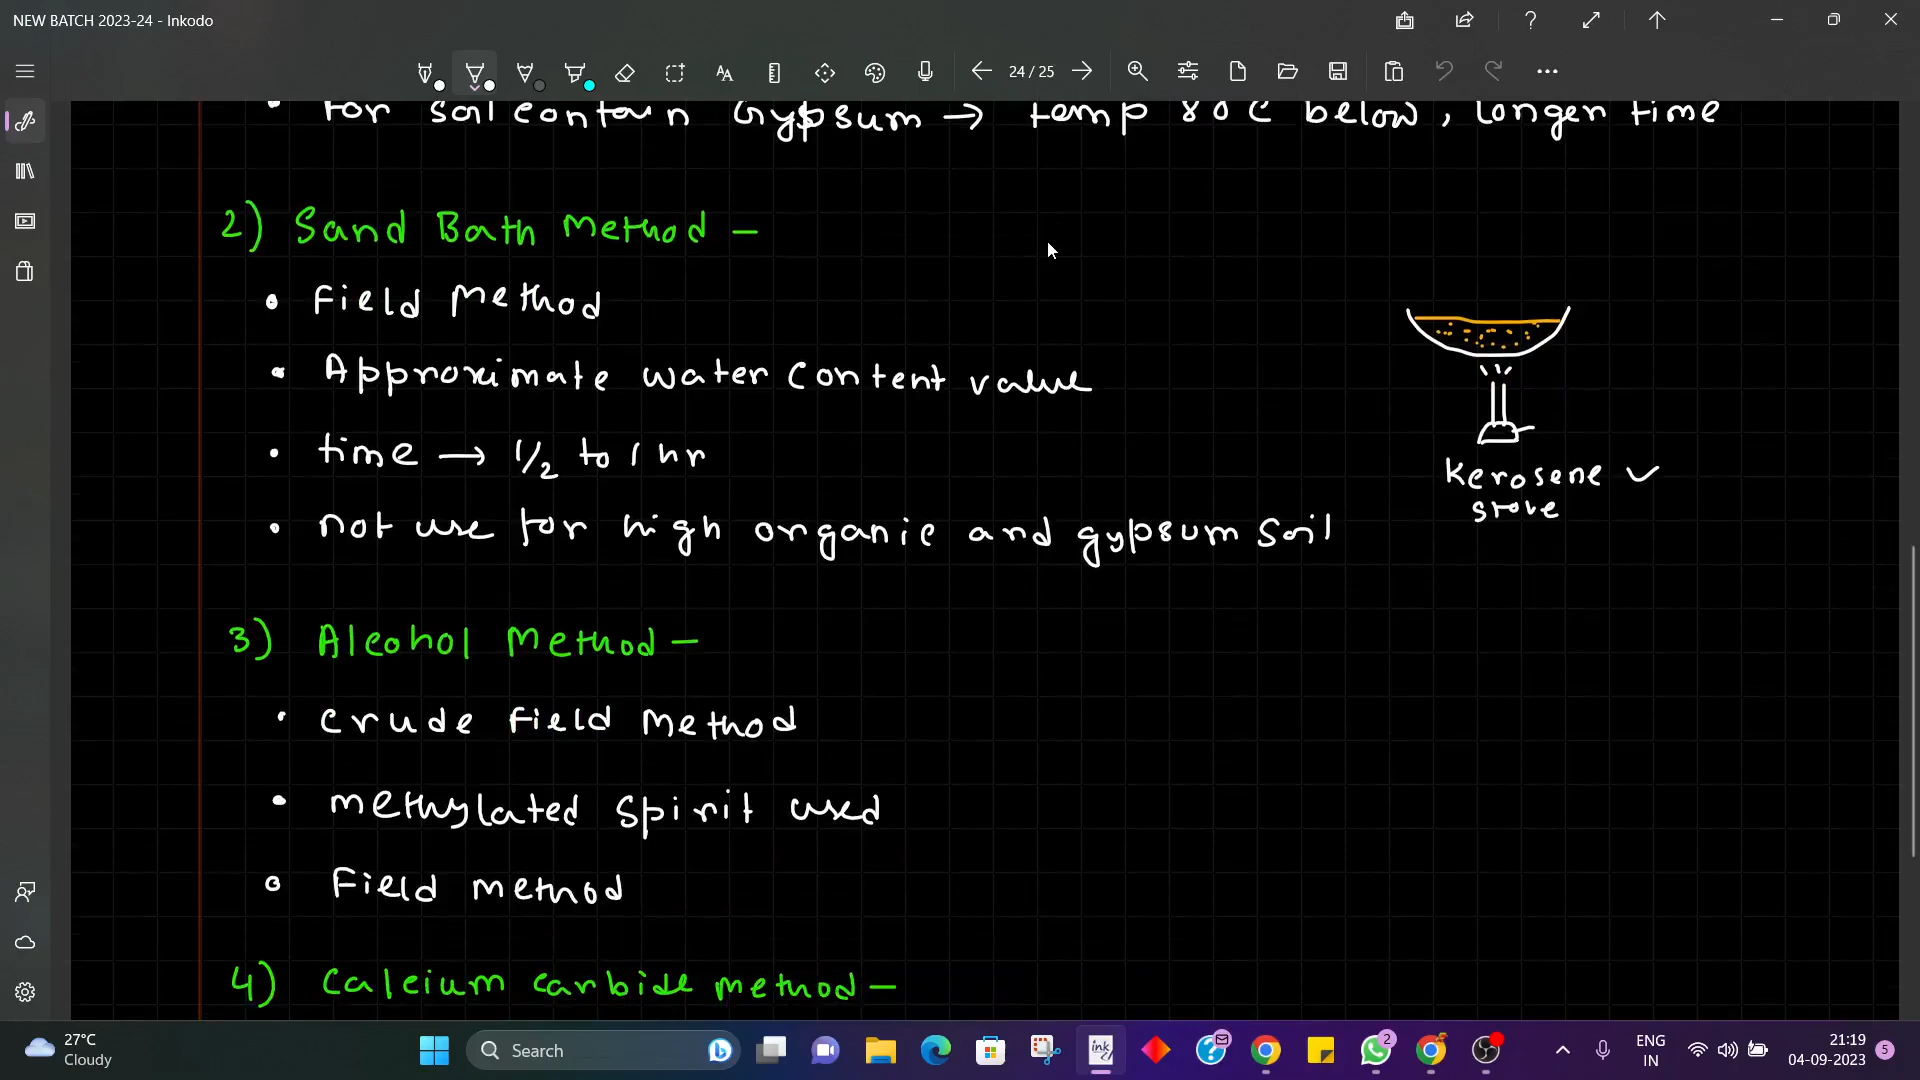 NEW BATCH 2023-24 - Inkodo
24 / 25
• For soil contain Gypsum → temp 80°C below, longer time
2) Sand Bath Method –
• Field Method
• Approximate water content value
• time → 1/2 to 1 hr
• not use for high organic and gypsum soil
Kerosene ✓
stove
3) Alcohol Method –
• Crude Field Method
• methylated spirit used
• Field method
4) Calcium carbide method –
27°C
Cloudy
Search
2
ENG
IN
21:19
04-09-2023
5